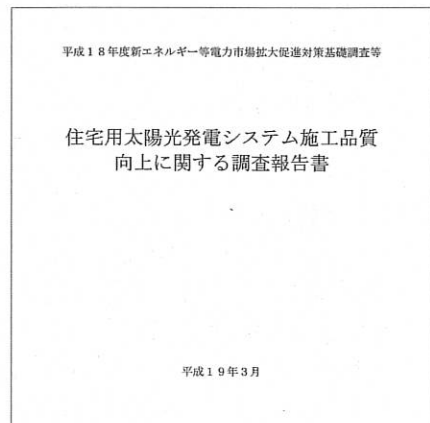 平成１８年度新エネルギー等電力市場拡大促進対策基礎調査等
住宅用太陽光発電システム施工品質
向上に関する調査報告書
平成１９年３月